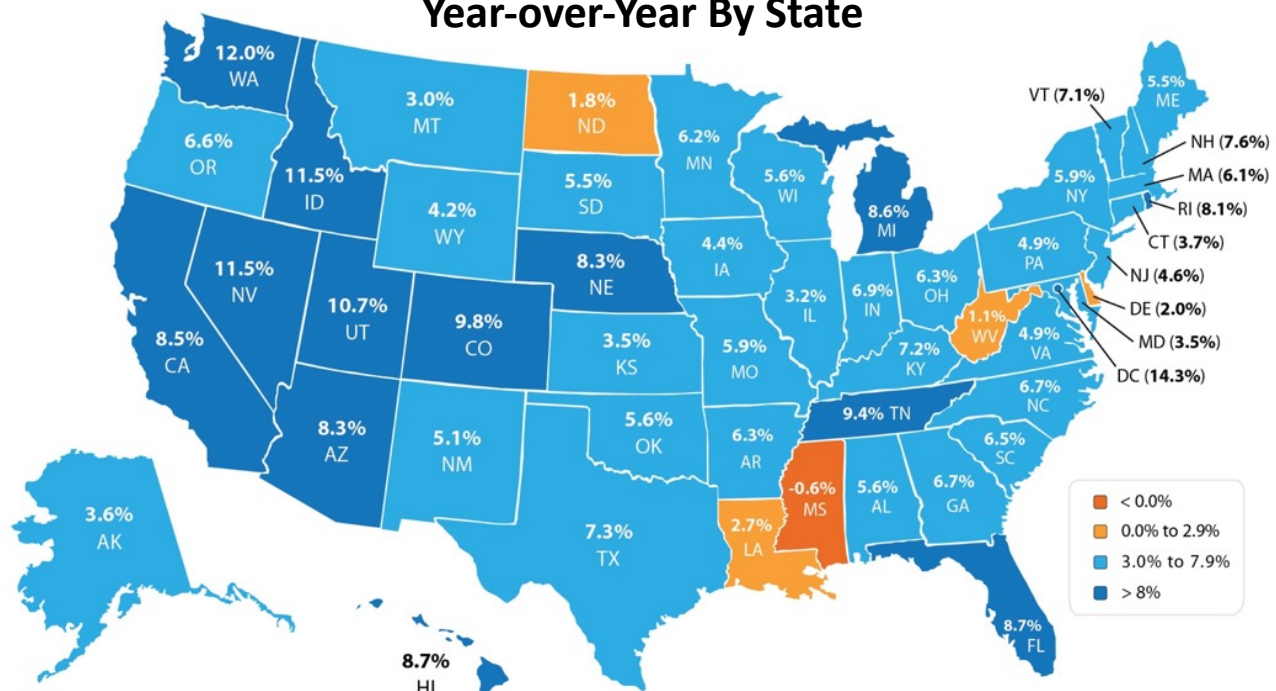 Year-over-Year By State
12.0%
WA
3.0%
MT
1.8%
ND
6.2%
MN
5.5%
ME
VT (7.1%)
NH (7.6%)
MA (6.1%)
RI (8.1%)
CT (3.7%)
NJ (4.6%)
DE (2.0%)
MD (3.5%)
DC (14.3%)
6.6%
OR
11.5%
ID
4.2%
WY
5.5%
SD
5.6%
WI
8.6%
MI
5.9%
NY
4.9%
PA
11.5%
NV
10.7%
UT
9.8%
CO
8.3%
NE
4.4%
IA
3.2%
IL
6.9%
IN
6.3%
OH
1.1%
WV
4.9%
VA
8.5%
CA
3.5%
KS
5.9%
MO
7.2%
KY
6.7%
NC
8.3%
AZ
5.1%
NM
5.6%
OK
6.3%
AR
9.4% TN
6.5%
SC
3.6%
AK
7.3%
TX
2.7%
LA
-0.6%
MS
5.6%
AL
6.7%
GA
8.7%
FL
8.7%
HI
< 0.0%
0.0% to 2.9%
3.0% to 7.9%
> 8%